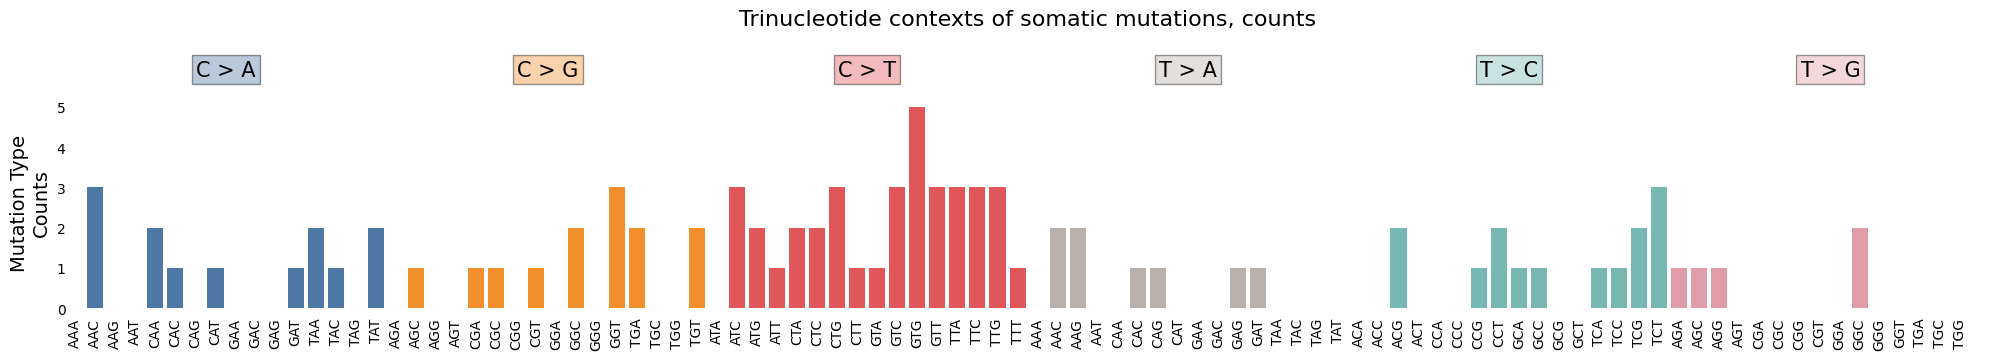 Trinucleotide contexts of somatic mutations, counts
C > A C > G C > T T > A T > C T > G
Mutation Type
Counts
5
4
3
2
1
0
AAA AAC AAG AAT CAA CAC CAG CAT GAA GAC GAG GAT TAA TAC TAG TAT AGA AGC AGG AGT CGA CGC CGG CGT GGA GGC GGG GGT TGA TGC TGG TGT ATA ATC ATG ATT CTA CTC CTG CTT GTA GTC GTG GTT TTA TTC TTG TTT AAA AAC AAG AAT CAA CAC CAG CAT GAA GAC GAG GAT TAA TAC TAG TAT ACA ACC ACG ACT CCA CCC CCG CCT GCA GCC GCG GCT TCA TCC TCG TCT AGA AGC AGG AGT CGA CGC CGG CGT GGA GGC GGG GGT TGA TGC TGG